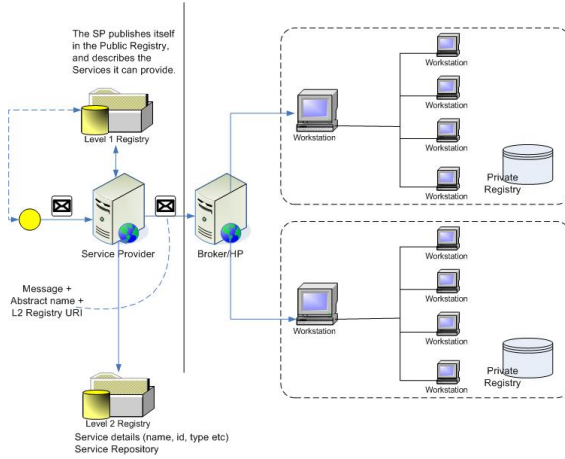 The SP publishes itself
in the Public Registry,
and describes the
Services it can provide.
Level 1 Registry
Service Provider
Broker/HP
Message +
Abstract name +
L2 Registry URI
Level 2 Registry
Service details (name, id, type etc)
Service Repository
Workstation
Workstation
Workstation
Workstation
Workstation
Private
Registry
Workstation
Workstation
Workstation
Workstation
Workstation
Private
Registry